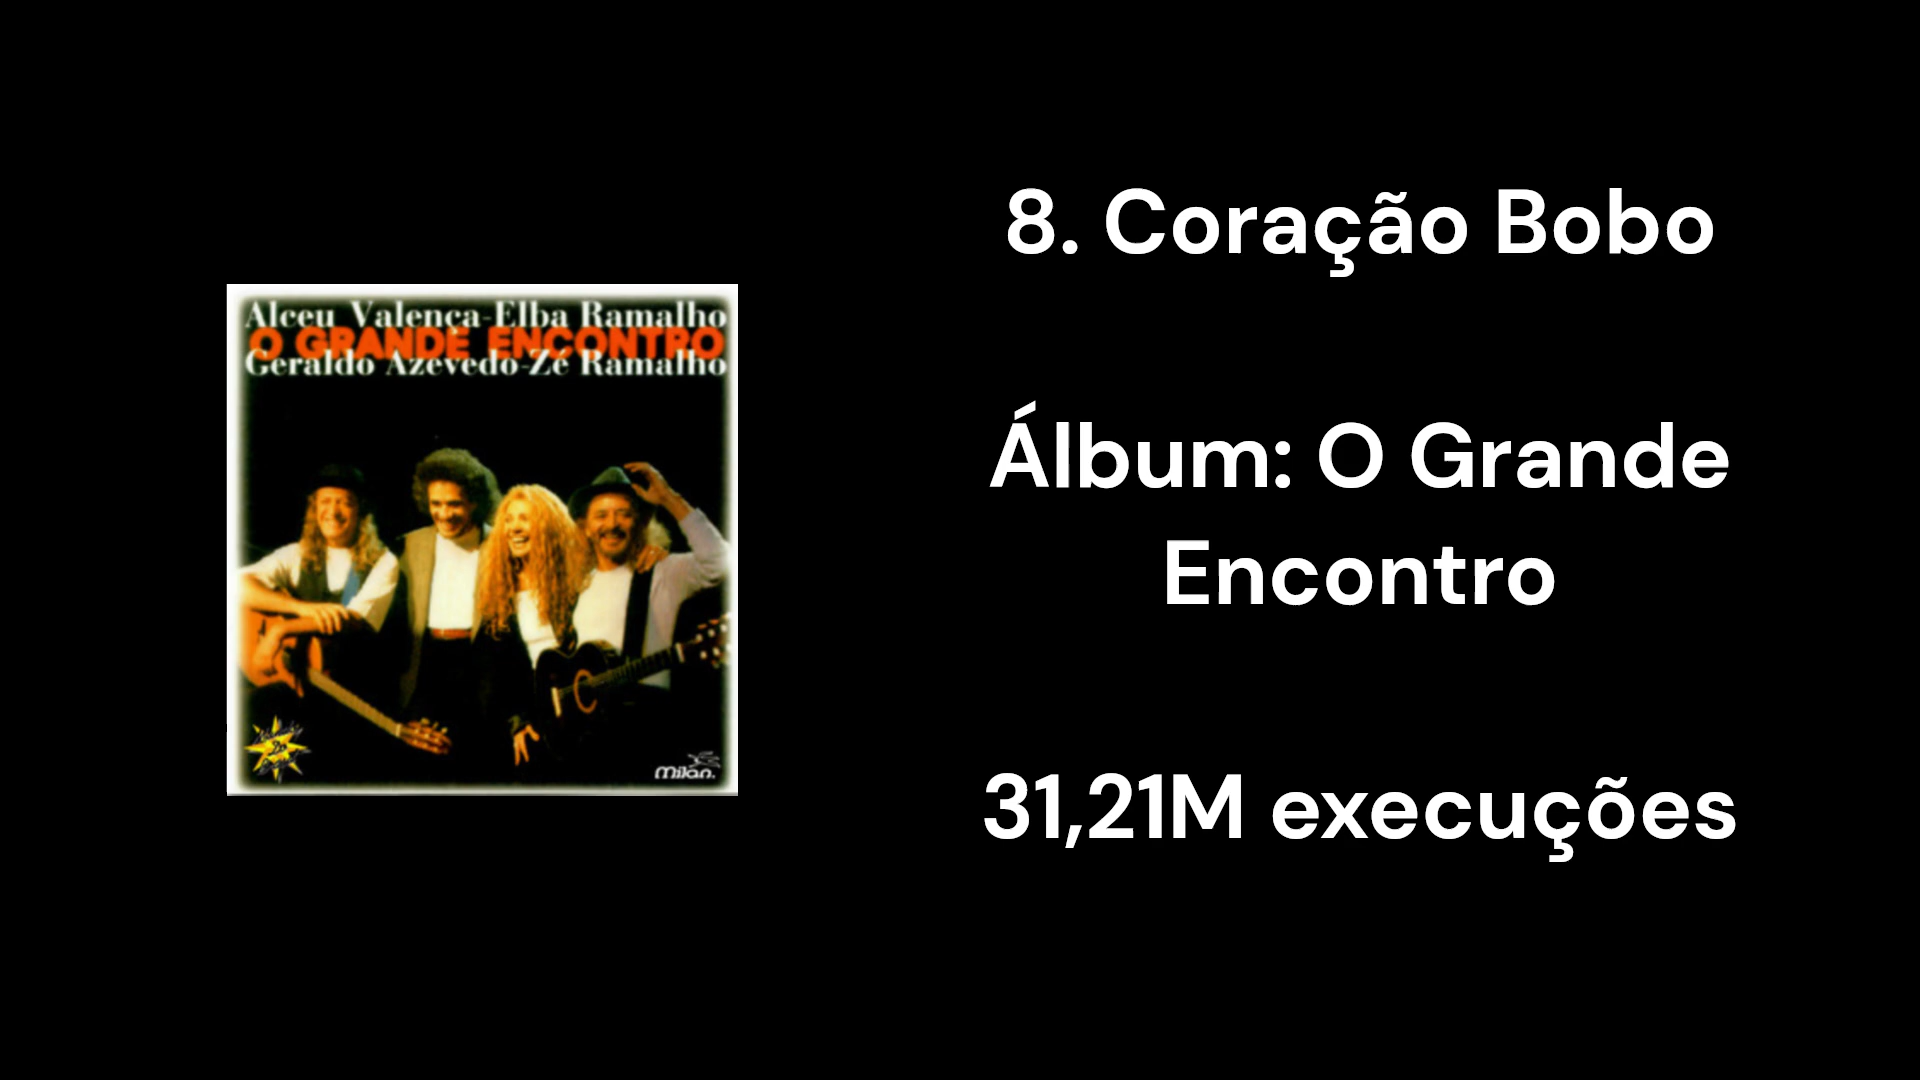 Alceu Valença-Elba Ramalho
O GRANDE ENCONTRO
Geraldo Azevedo-Zé Ramalho
Milan.
8. Coração Bobo
Álbum: O Grande
Encontro
31,21M execuções